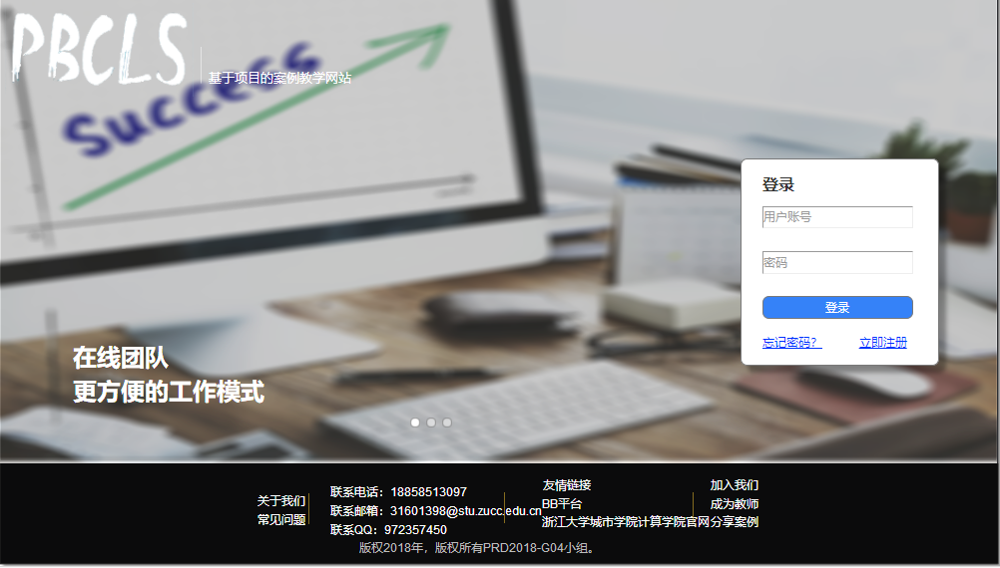 PBCLS
基于项目的案例教学网站
Success
登录
用户账号
密码
登录
忘记密码？ 立即注册
在线团队
更方便的工作模式
关于我们
常见问题
联系电话：18858513097
联系邮箱：31601398@stu.zucc.edu.cn
联系QQ：972357450
友情链接
BB平台
浙江大学城市学院计算学院官网
加入我们
成为教师
分享案例
版权2018年，版权所有PRD2018-G04小组。